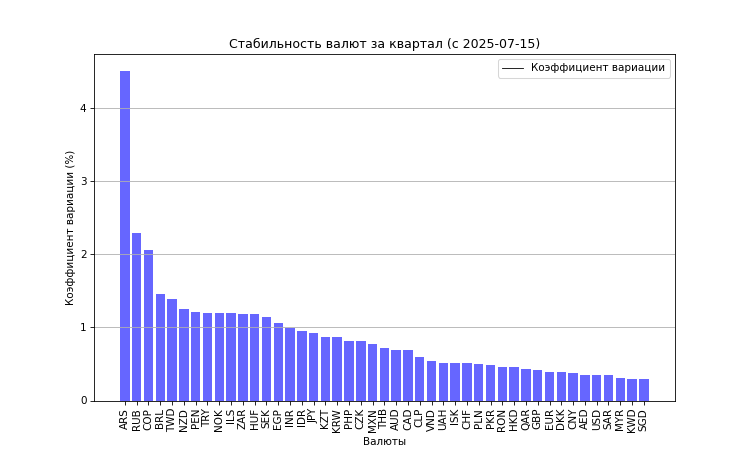 Стабильность валют за квартал (с 2025-07-15)
Коэффициент вариации
Коэффициент вариации (%)
4
3
2
1
0
ARS RUB COP BRL TWD NZD PEN TRY NOK ILS ZAR HUF SEK EGP INR IDR JPY KZT KRW PHP CZK MXN THB AUD CAD CLP VND UAH ISK CHF PLN PKR RON HKD QAR GBP EUR DKK CNY AED USD SAR MYR KWD SGD
Валюты